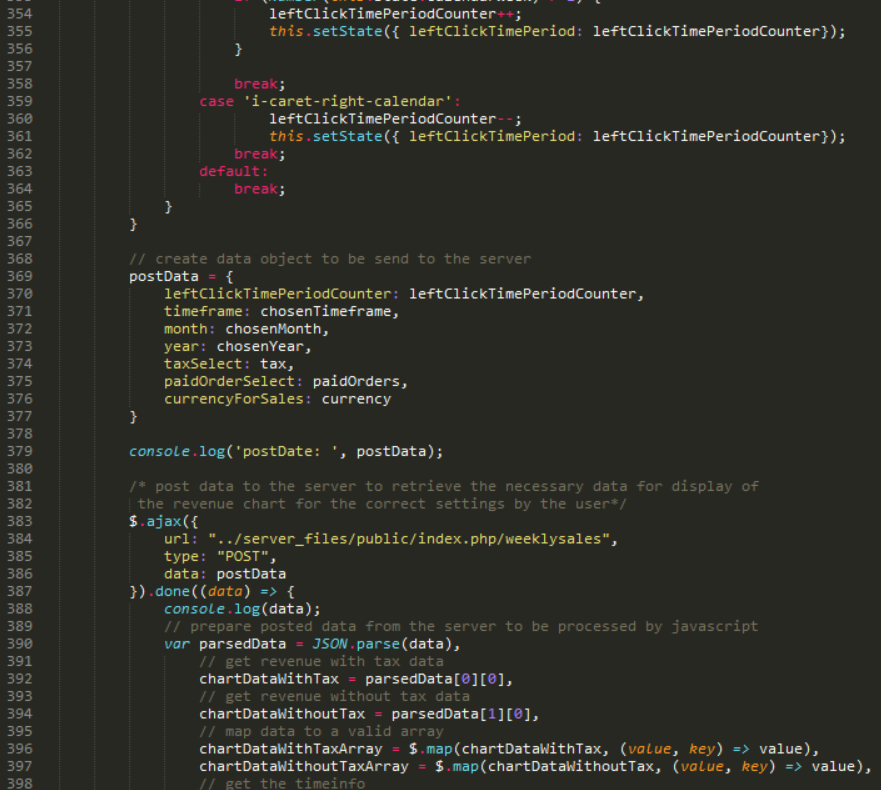 354 leftClickTimePeriodCounter++;
355 this.setState({ leftClickTimePeriod: leftClickTimePeriodCounter});
356 }
357
358 break;
359 case 'i-caret-right-calendar':
360 leftClickTimePeriodCounter--;
361 this.setState({ leftClickTimePeriod: leftClickTimePeriodCounter});
362 break;
363 default:
364 break;
365 }
366 }
367
368 // create data object to be send to the server
369 postData = {
370 leftClickTimePeriodCounter: leftClickTimePeriodCounter,
371 timeframe: chosenTimeframe,
372 month: chosenMonth,
373 year: chosenYear,
374 taxSelect: tax,
375 paidOrderSelect: paidOrders,
376 currencyForSales: currency
377 }
378
379 console.log('postDate: ', postData);
380
381 /* post data to the server to retrieve the necessary data for display of
382 the revenue chart for the correct settings by the user*/
383 $.ajax({
384 url: "../server_files/public/index.php/weeklysales",
385 type: "POST",
386 data: postData
387 }).done((data) => {
388 console.log(data);
389 // prepare posted data from the server to be processed by javascript
390 var parsedData = JSON.parse(data),
391 // get revenue with tax data
392 chartDataWithTax = parsedData[0][0],
393 // get revenue without tax data
394 chartDataWithoutTax = parsedData[1][0],
395 // map data to a valid array
396 chartDataWithTaxArray = $.map(chartDataWithTax, (value, key) => value),
397 chartDataWithoutTaxArray = $.map(chartDataWithoutTax, (value, key) => value),
398 // get the timeinfo